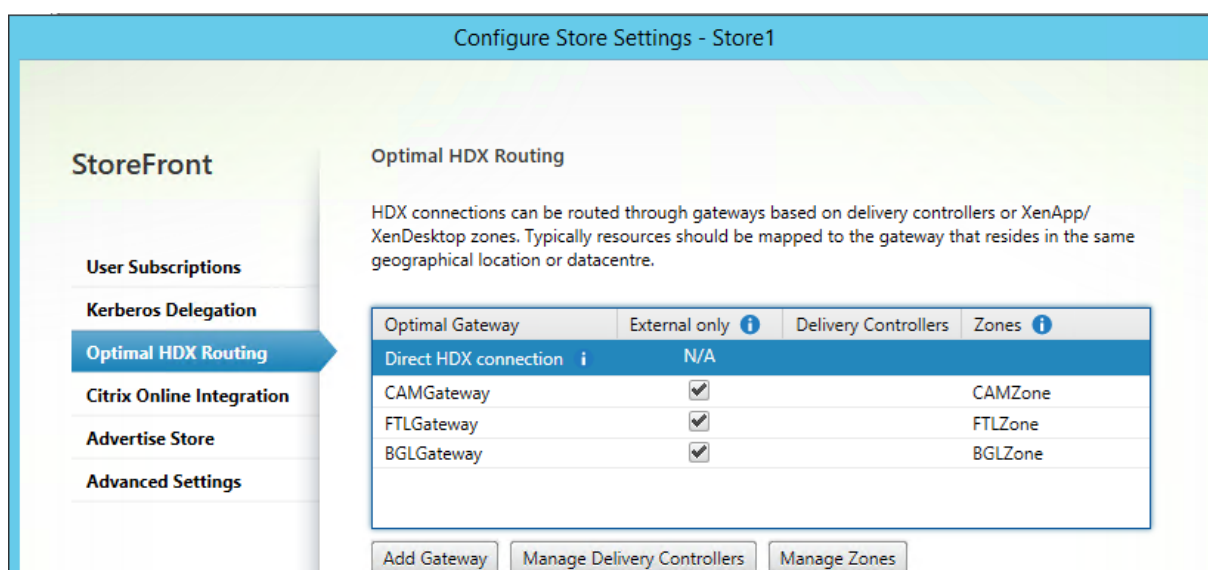 Configure Store Settings - Store1
StoreFront
User Subscriptions
Kerberos Delegation
Optimal HDX Routing
Citrix Online Integration
Advertise Store
Advanced Settings
Optimal HDX Routing
HDX connections can be routed through gateways based on delivery controllers or XenApp/
XenDesktop zones. Typically resources should be mapped to the gateway that resides in the same
geographical location or datacentre.
Optimal Gateway External only i Delivery Controllers Zones i
Direct HDX connection i N/A
CAMGateway CAMZone
FTLGateway FTLZone
BGLGateway BGLZone
Add Gateway Manage Delivery Controllers Manage Zones